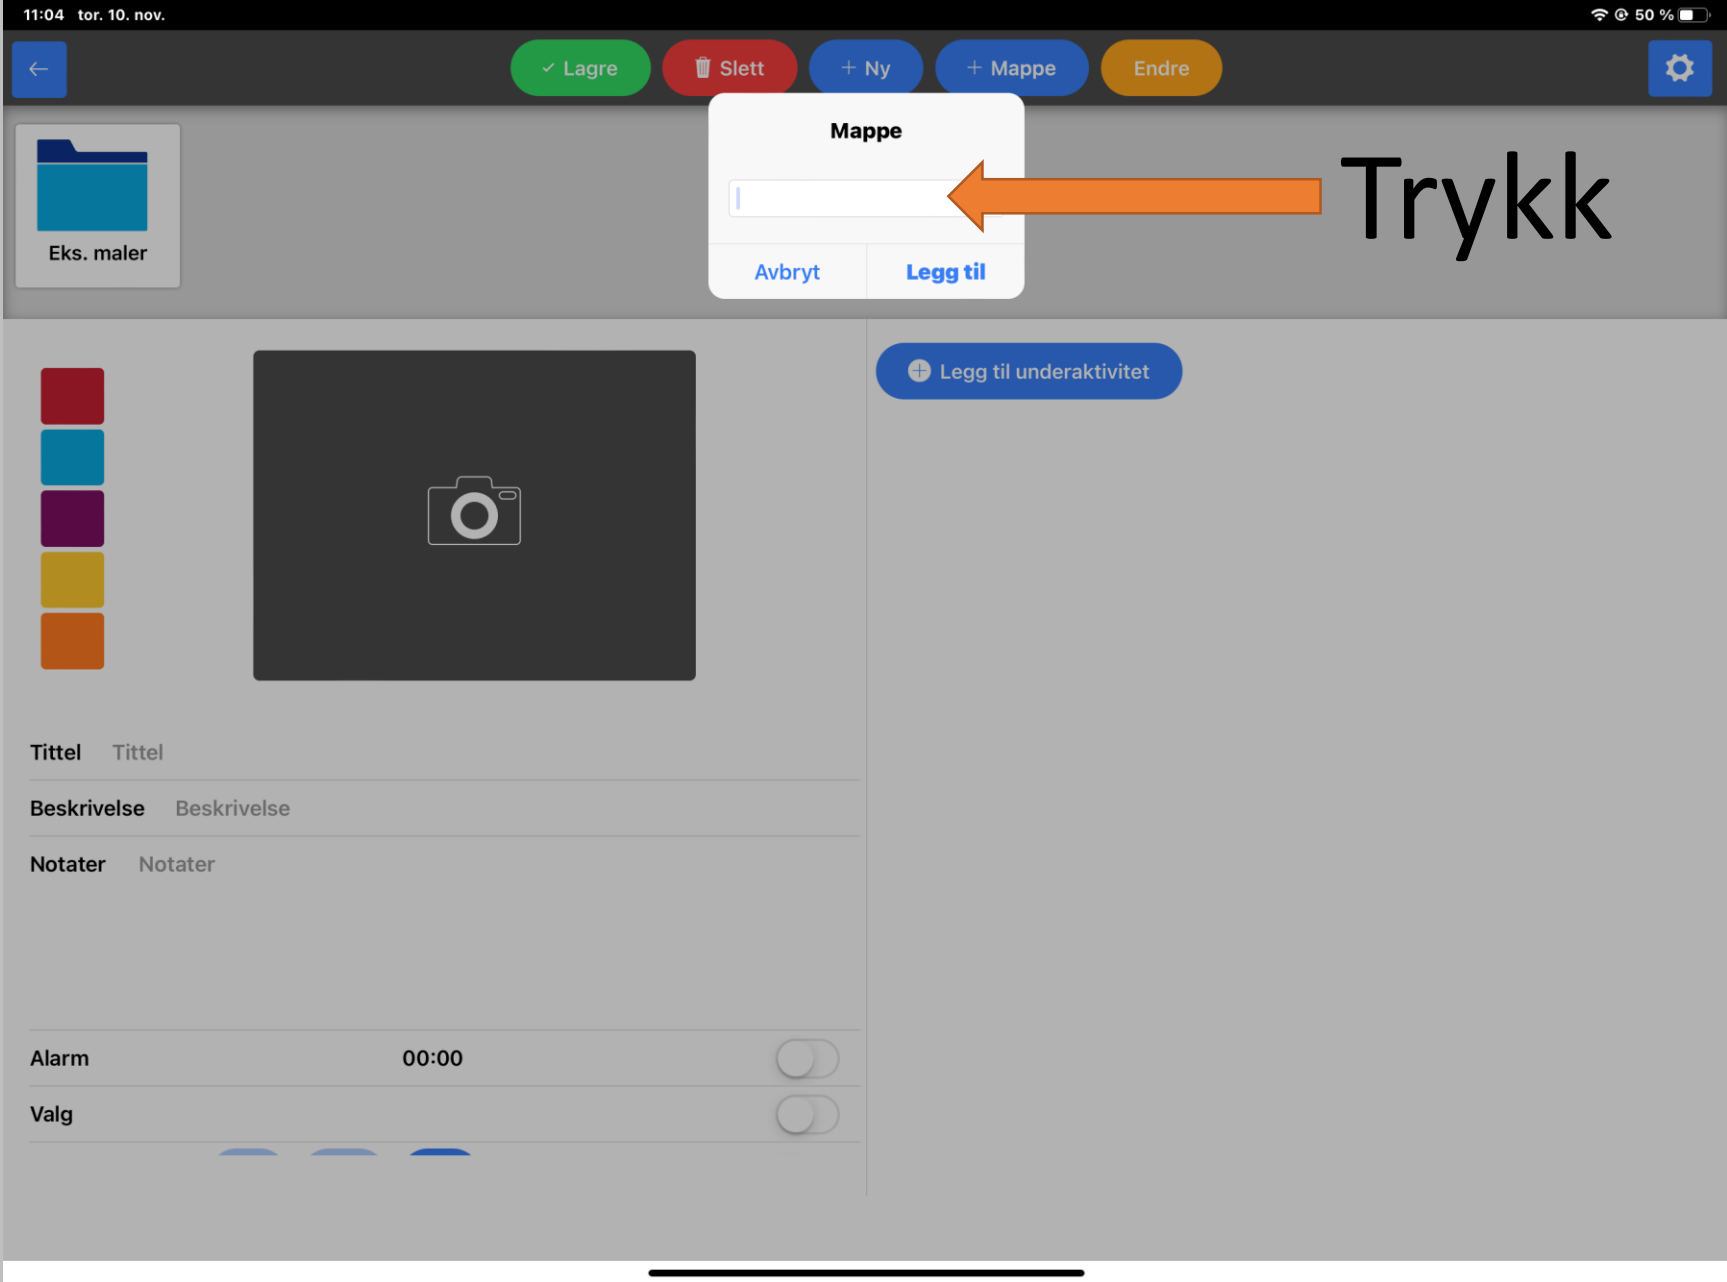 11:04 tor. 10. nov.
50 %
Lagre
Slett
+ Ny
+ Mappe
Endre
Mappe
Trykk
Eks. maler
Avbryt
Legg til
Legg til underaktivitet
Tittel Tittel
Beskrivelse Beskrivelse
Notater Notater
Alarm 00:00
Valg